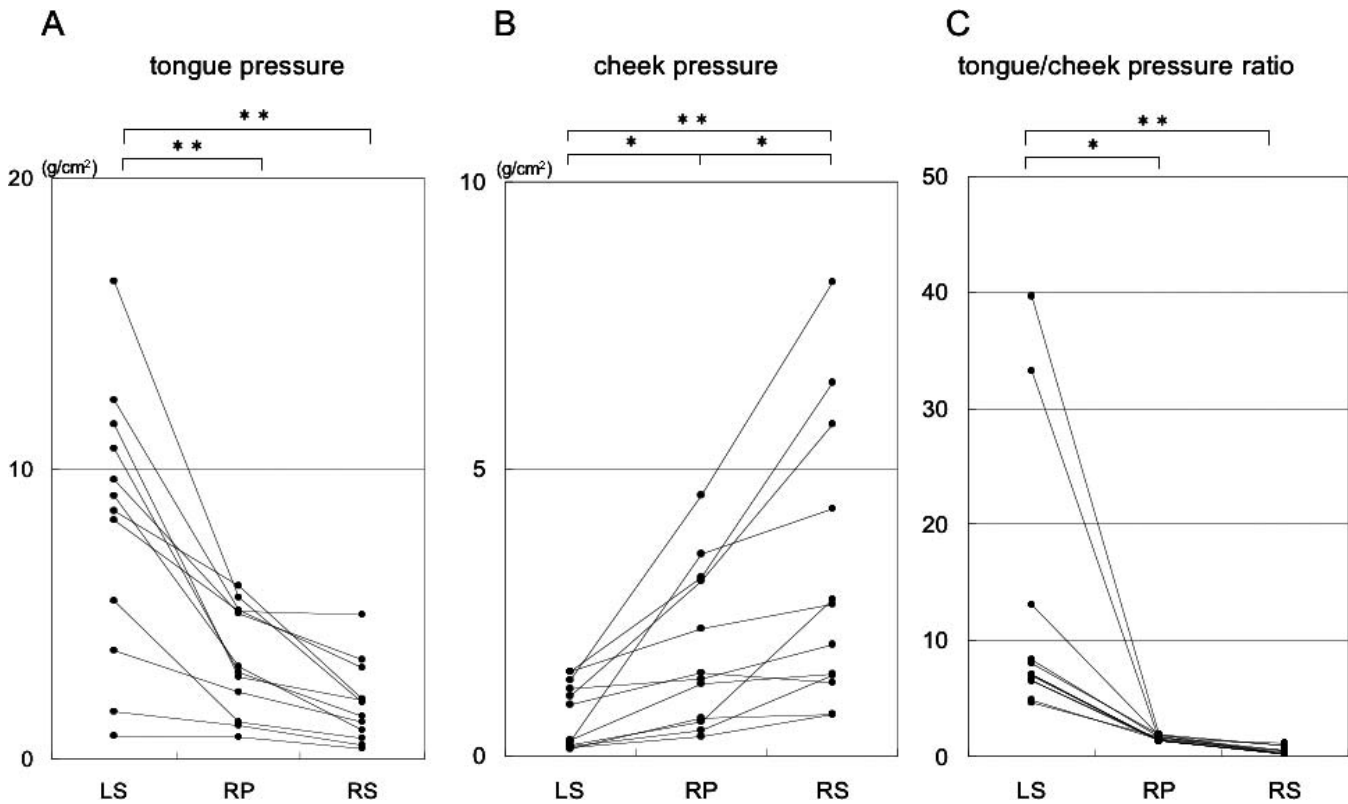 A
tongue pressure
* *
* *
(g/cm²)
20
10
0
LS RP RS
B
cheek pressure
* *
* *
(g/cm²)
10
5
0
LS RP RS
C
tongue/cheek pressure ratio
* *
*
50
40
30
20
10
0
LS RP RS